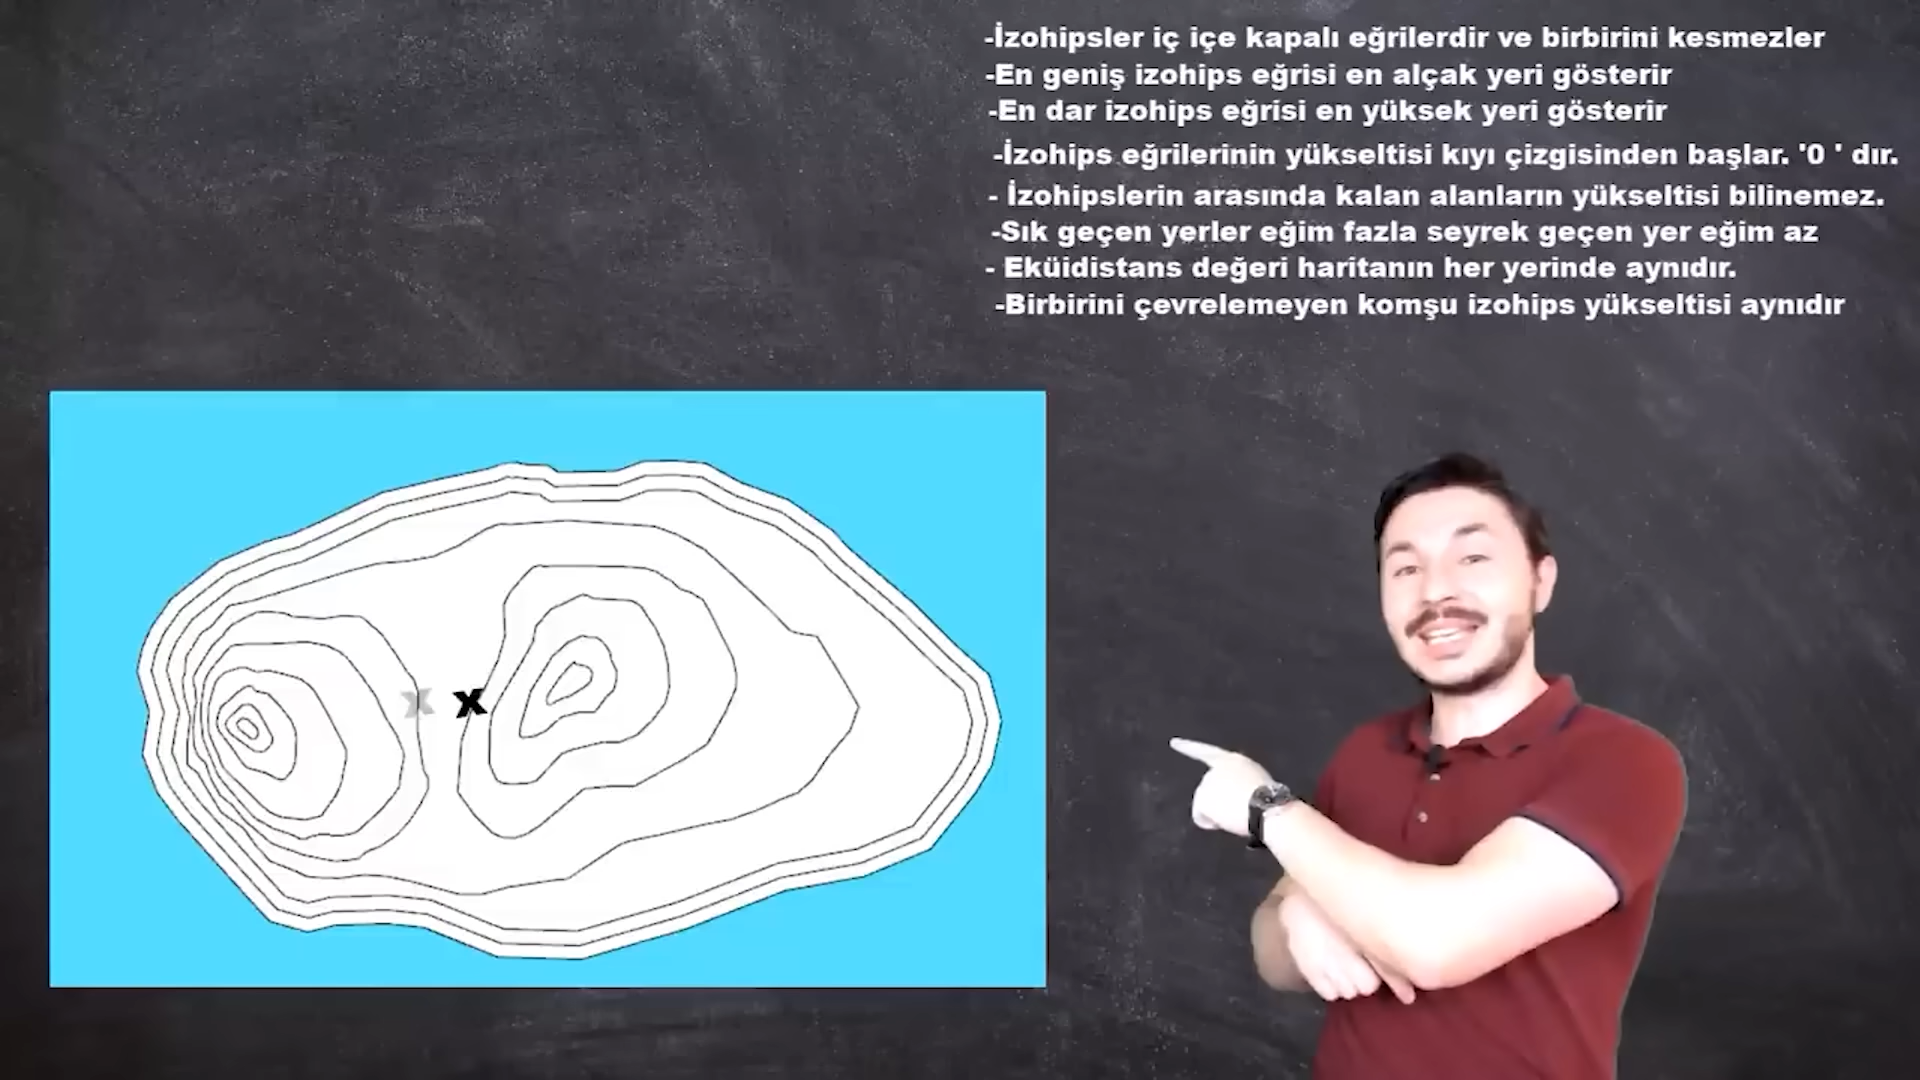 -İzohipsler iç içe kapalı eğrilerdir ve birbirini kesmezler
-En geniş izohips eğrisi en alçak yeri gösterir
-En dar izohips eğrisi en yüksek yeri gösterir
-İzohips eğrilerinin yükseltisi kıyı çizgisinden başlar. '0 ' dır.
- İzohipslerin arasında kalan alanların yükseltisi bilinemez.
-Sık geçen yerler eğim fazla seyrek geçen yer eğim az
- Eküidistans değeri haritanın her yerinde aynıdır.
-Birbirini çevrelemeyen komşu izohips yükseltisi aynıdır
x x